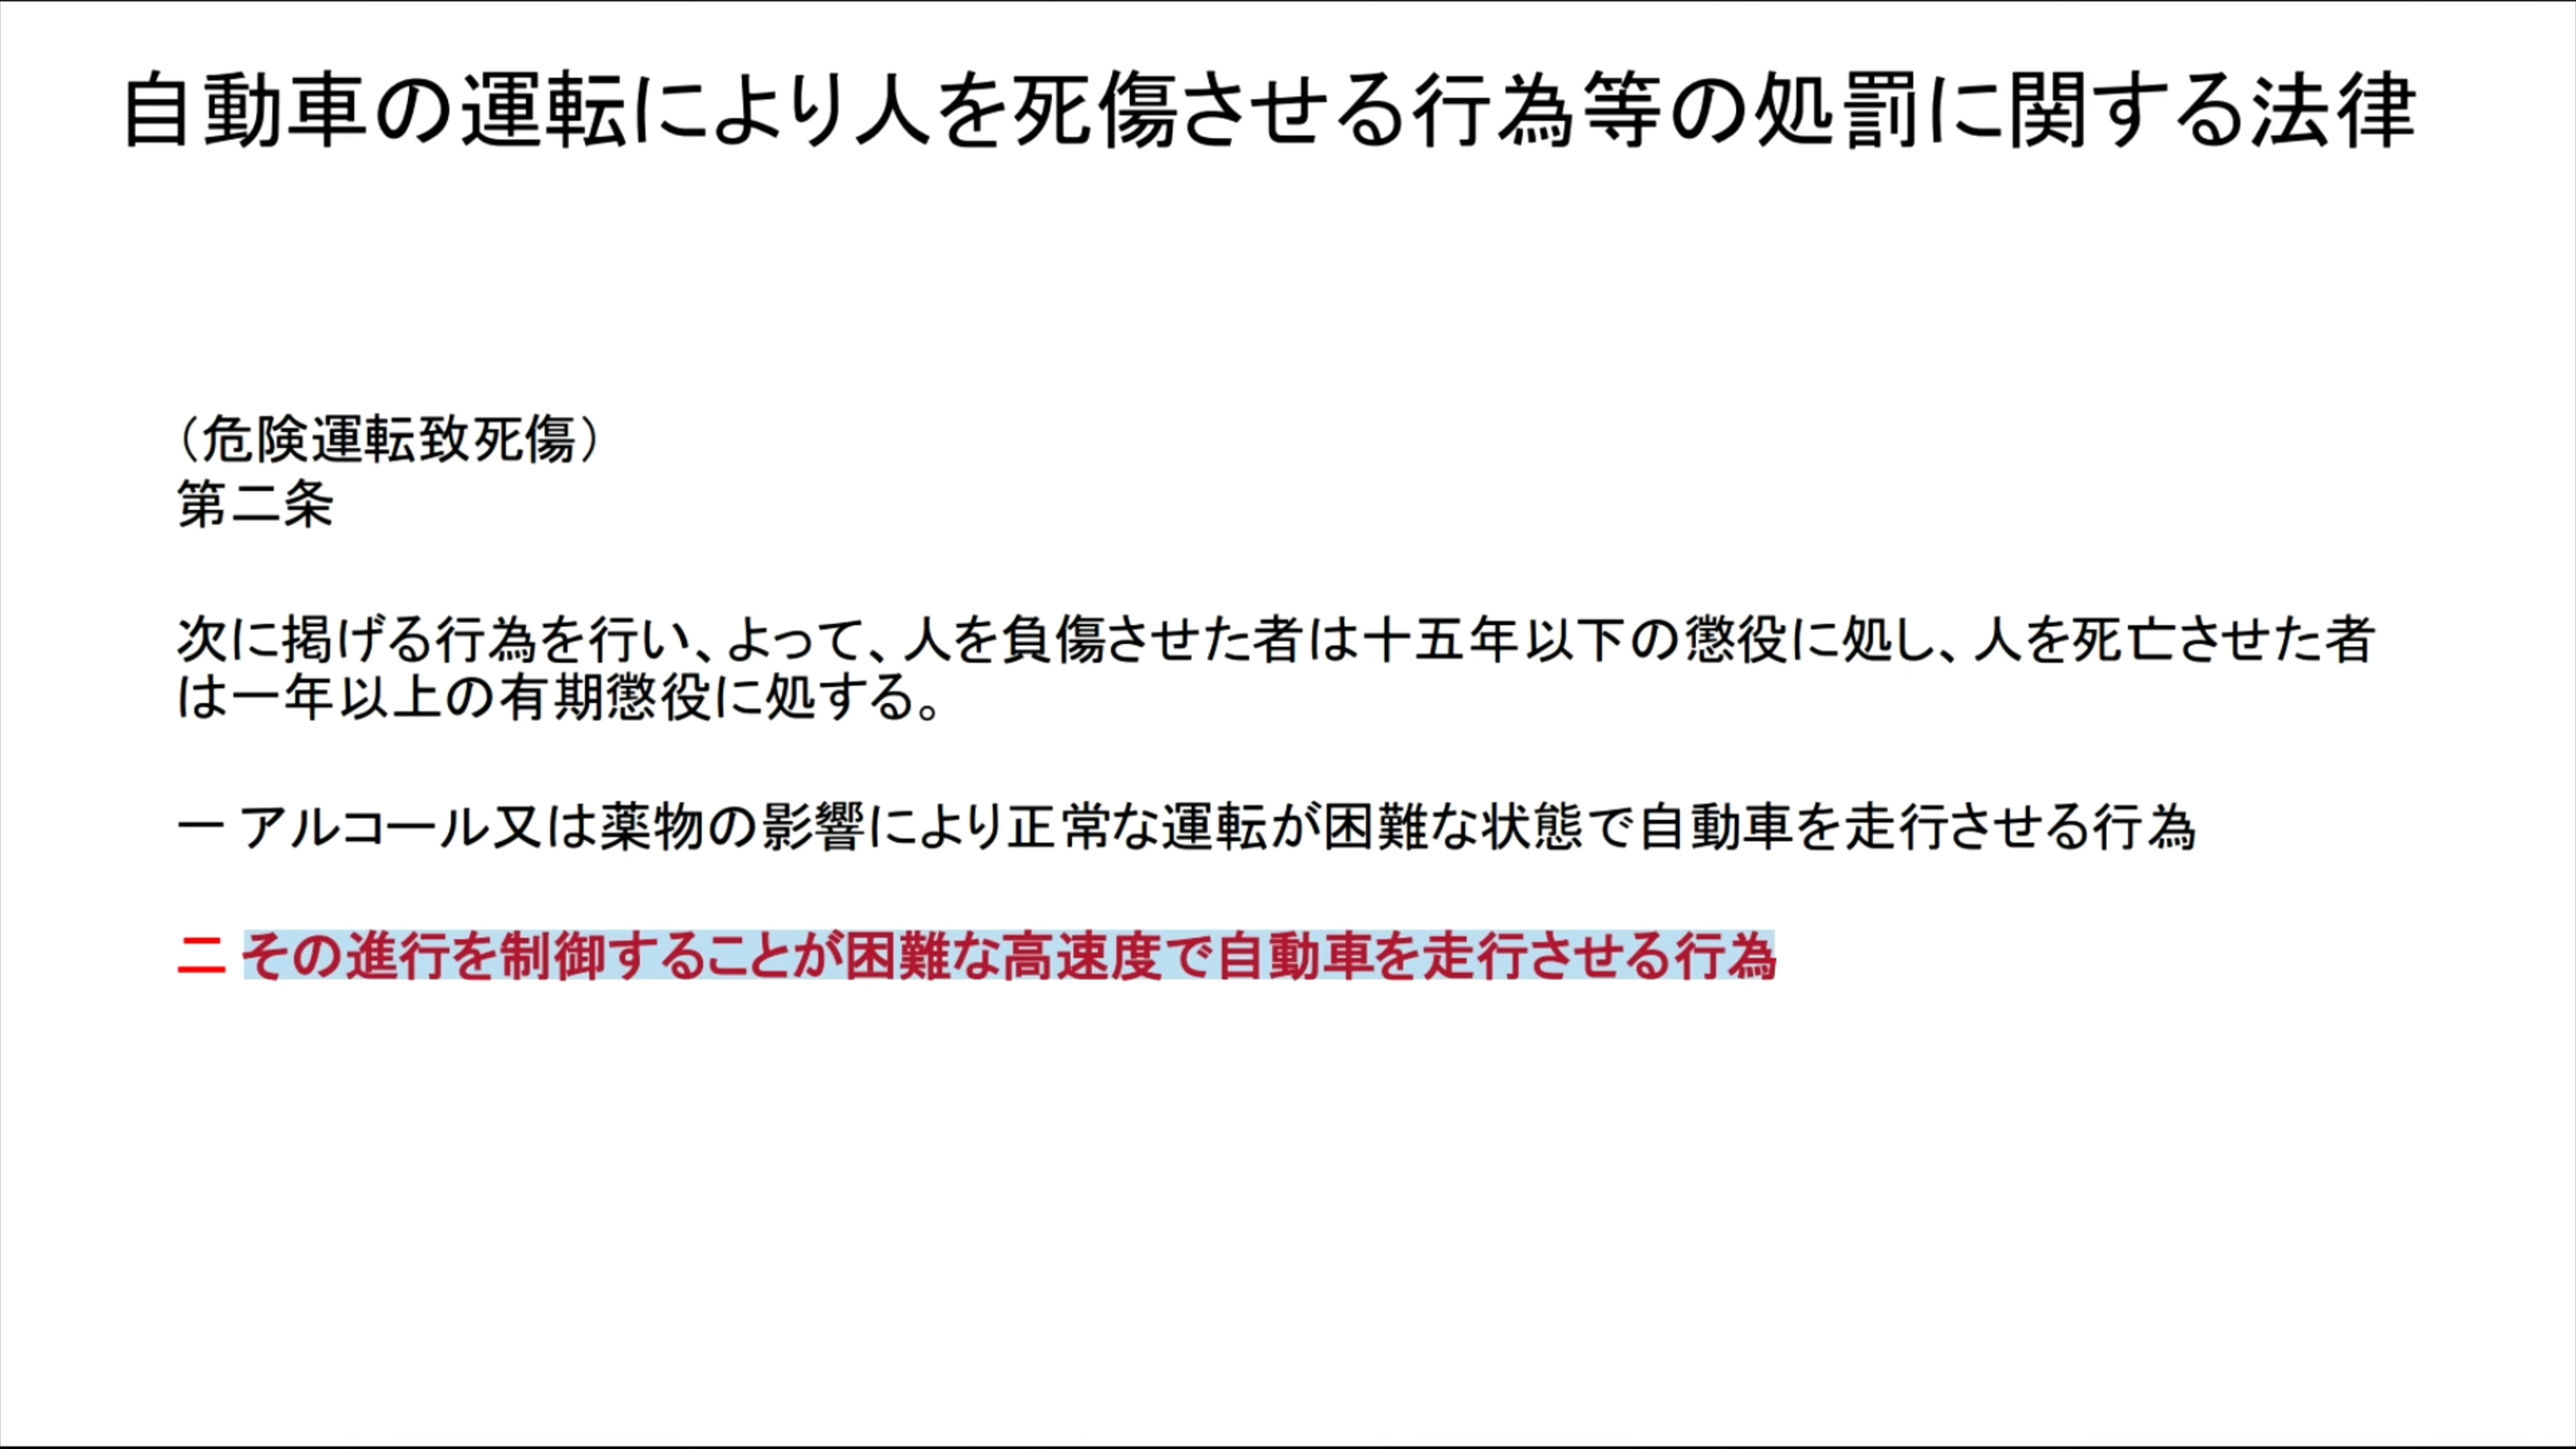 自動車の運転により人を死傷させる行為等の処罰に関する法律
（危険運転致死傷）
第二条
次に掲げる行為を行い、よって、人を負傷させた者は十五年以下の懲役に処し、人を死亡させた者
は一年以上の有期懲役に処する。
一 アルコール又は薬物の影響により正常な運転が困難な状態で自動車を走行させる行為
二 その進行を制御することが困難な高速度で自動車を走行させる行為